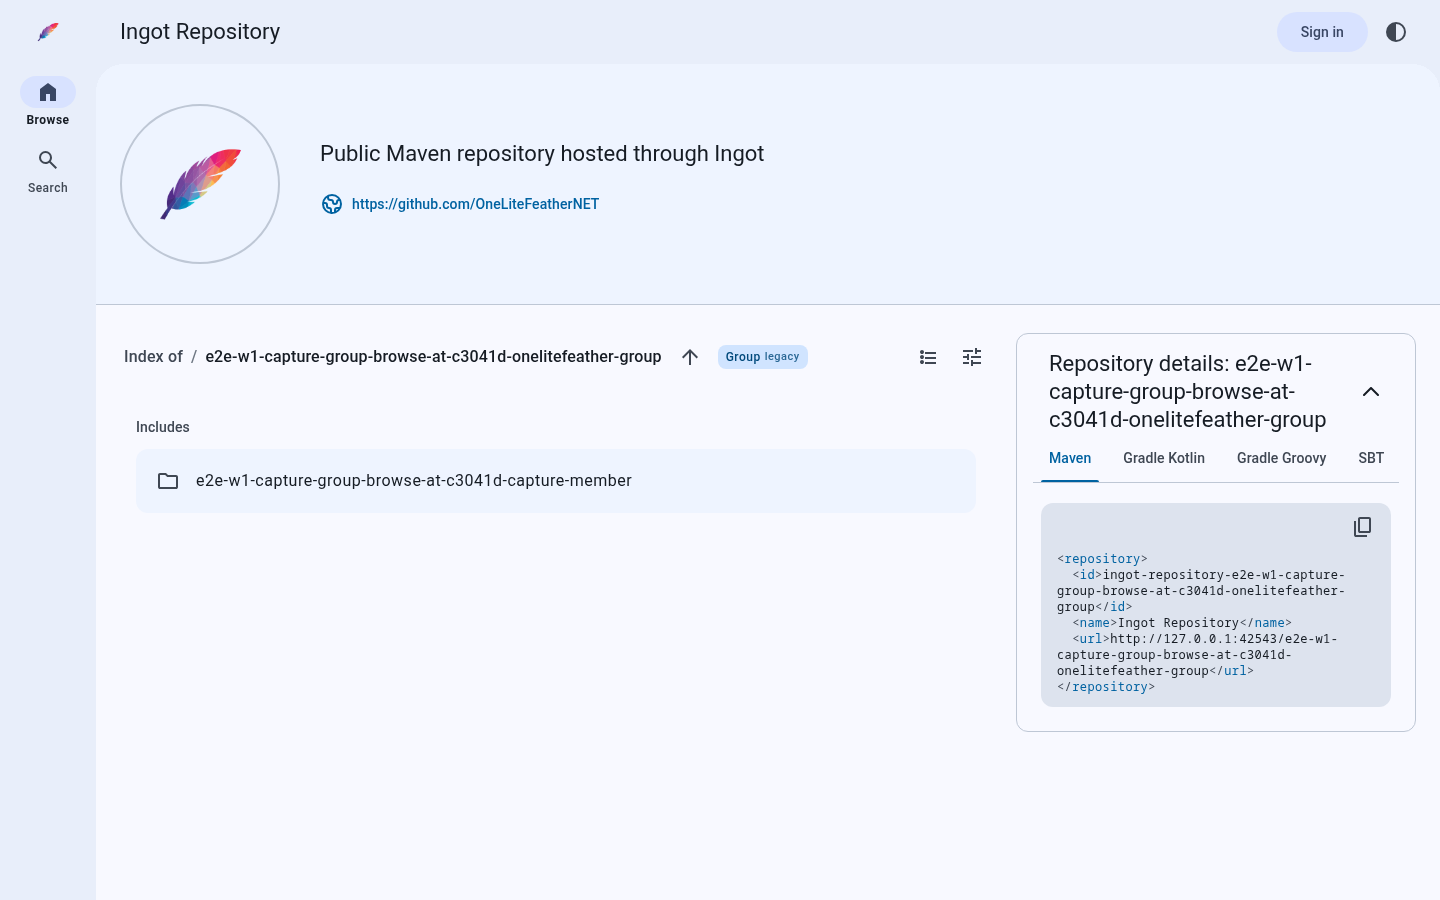 Ingot Repository
Sign in
Browse
Search
Public Maven repository hosted through Ingot
https://github.com/OneLiteFeatherNET
Index of / e2e-w1-capture-group-browse-at-c3041d-onelitefeather-group
Group legacy
Includes
e2e-w1-capture-group-browse-at-c3041d-capture-member
Repository details: e2e-w1-
capture-group-browse-at-
c3041d-onelitefeather-group
Maven Gradle Kotlin Gradle Groovy SBT
<repository>
  <id>ingot-repository-e2e-w1-capture-
group-browse-at-c3041d-onelitefeather-
group</id>
  <name>Ingot Repository</name>
  <url>http://127.0.0.1:42543/e2e-w1-
capture-group-browse-at-c3041d-
onelitefeather-group</url>
</repository>